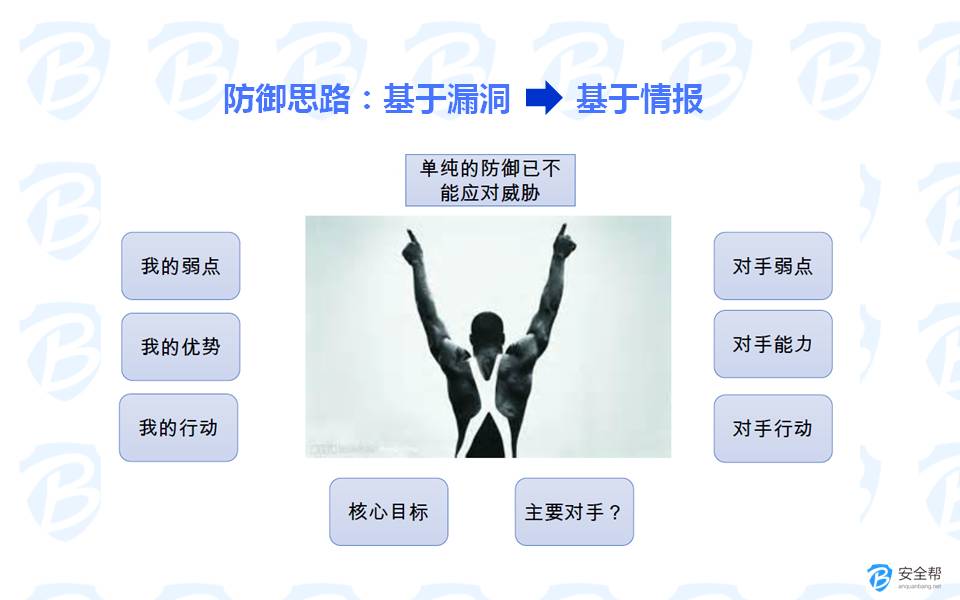 防御思路：基于漏洞 基于情报
单纯的防御已不
能应对威胁
我的弱点
对手弱点
我的优势
对手能力
我的行动
对手行动
核心目标
主要对手？
安全帮
anquanbang.net